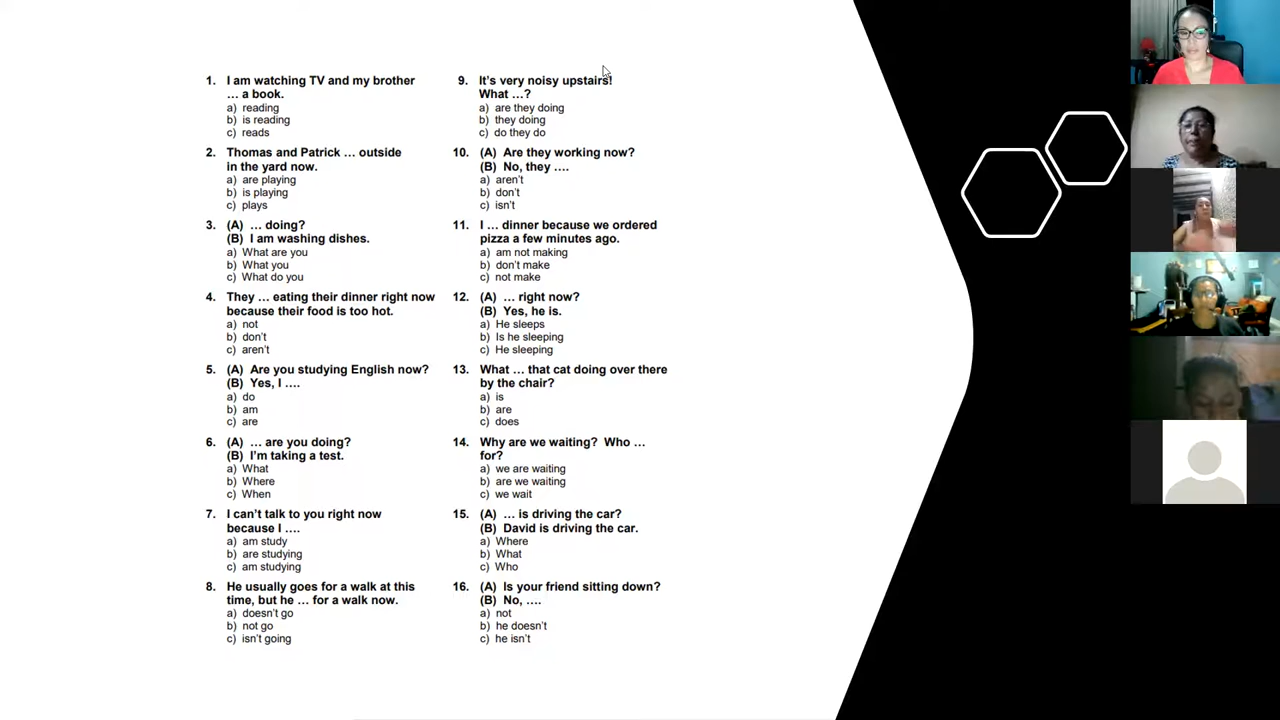 1. I am watching TV and my brother
… a book.
a) reading
b) is reading
c) reads
2. Thomas and Patrick … outside
in the yard now.
a) are playing
b) is playing
c) plays
3. (A) … doing?
(B) I am washing dishes.
a) What are you
b) What you
c) What do you
4. They … eating their dinner right now
because their food is too hot.
a) not
b) don't
c) aren't
5. (A) Are you studying English now?
(B) Yes, I ….
a) do
b) am
c) are
6. (A) … are you doing?
(B) I'm taking a test.
a) What
b) Where
c) When
7. I can't talk to you right now
because I ….
a) am study
b) are studying
c) am studying
8. He usually goes for a walk at this
time, but he … for a walk now.
a) doesn't go
b) not go
c) isn't going
9. It's very noisy upstairs!
What …?
a) are they doing
b) they doing
c) do they do
10. (A) Are they working now?
(B) No, they ….
a) aren't
b) don't
c) isn't
11. I … dinner because we ordered
pizza a few minutes ago.
a) am not making
b) don't make
c) not make
12. (A) … right now?
(B) Yes, he is.
a) He sleeps
b) Is he sleeping
c) He sleeping
13. What … that cat doing over there
by the chair?
a) is
b) are
c) does
14. Why are we waiting? Who …
for?
a) we are waiting
b) are we waiting
c) we wait
15. (A) … is driving the car?
(B) David is driving the car.
a) Where
b) What
c) Who
16. (A) Is your friend sitting down?
(B) No, ….
a) not
b) he doesn't
c) he isn't